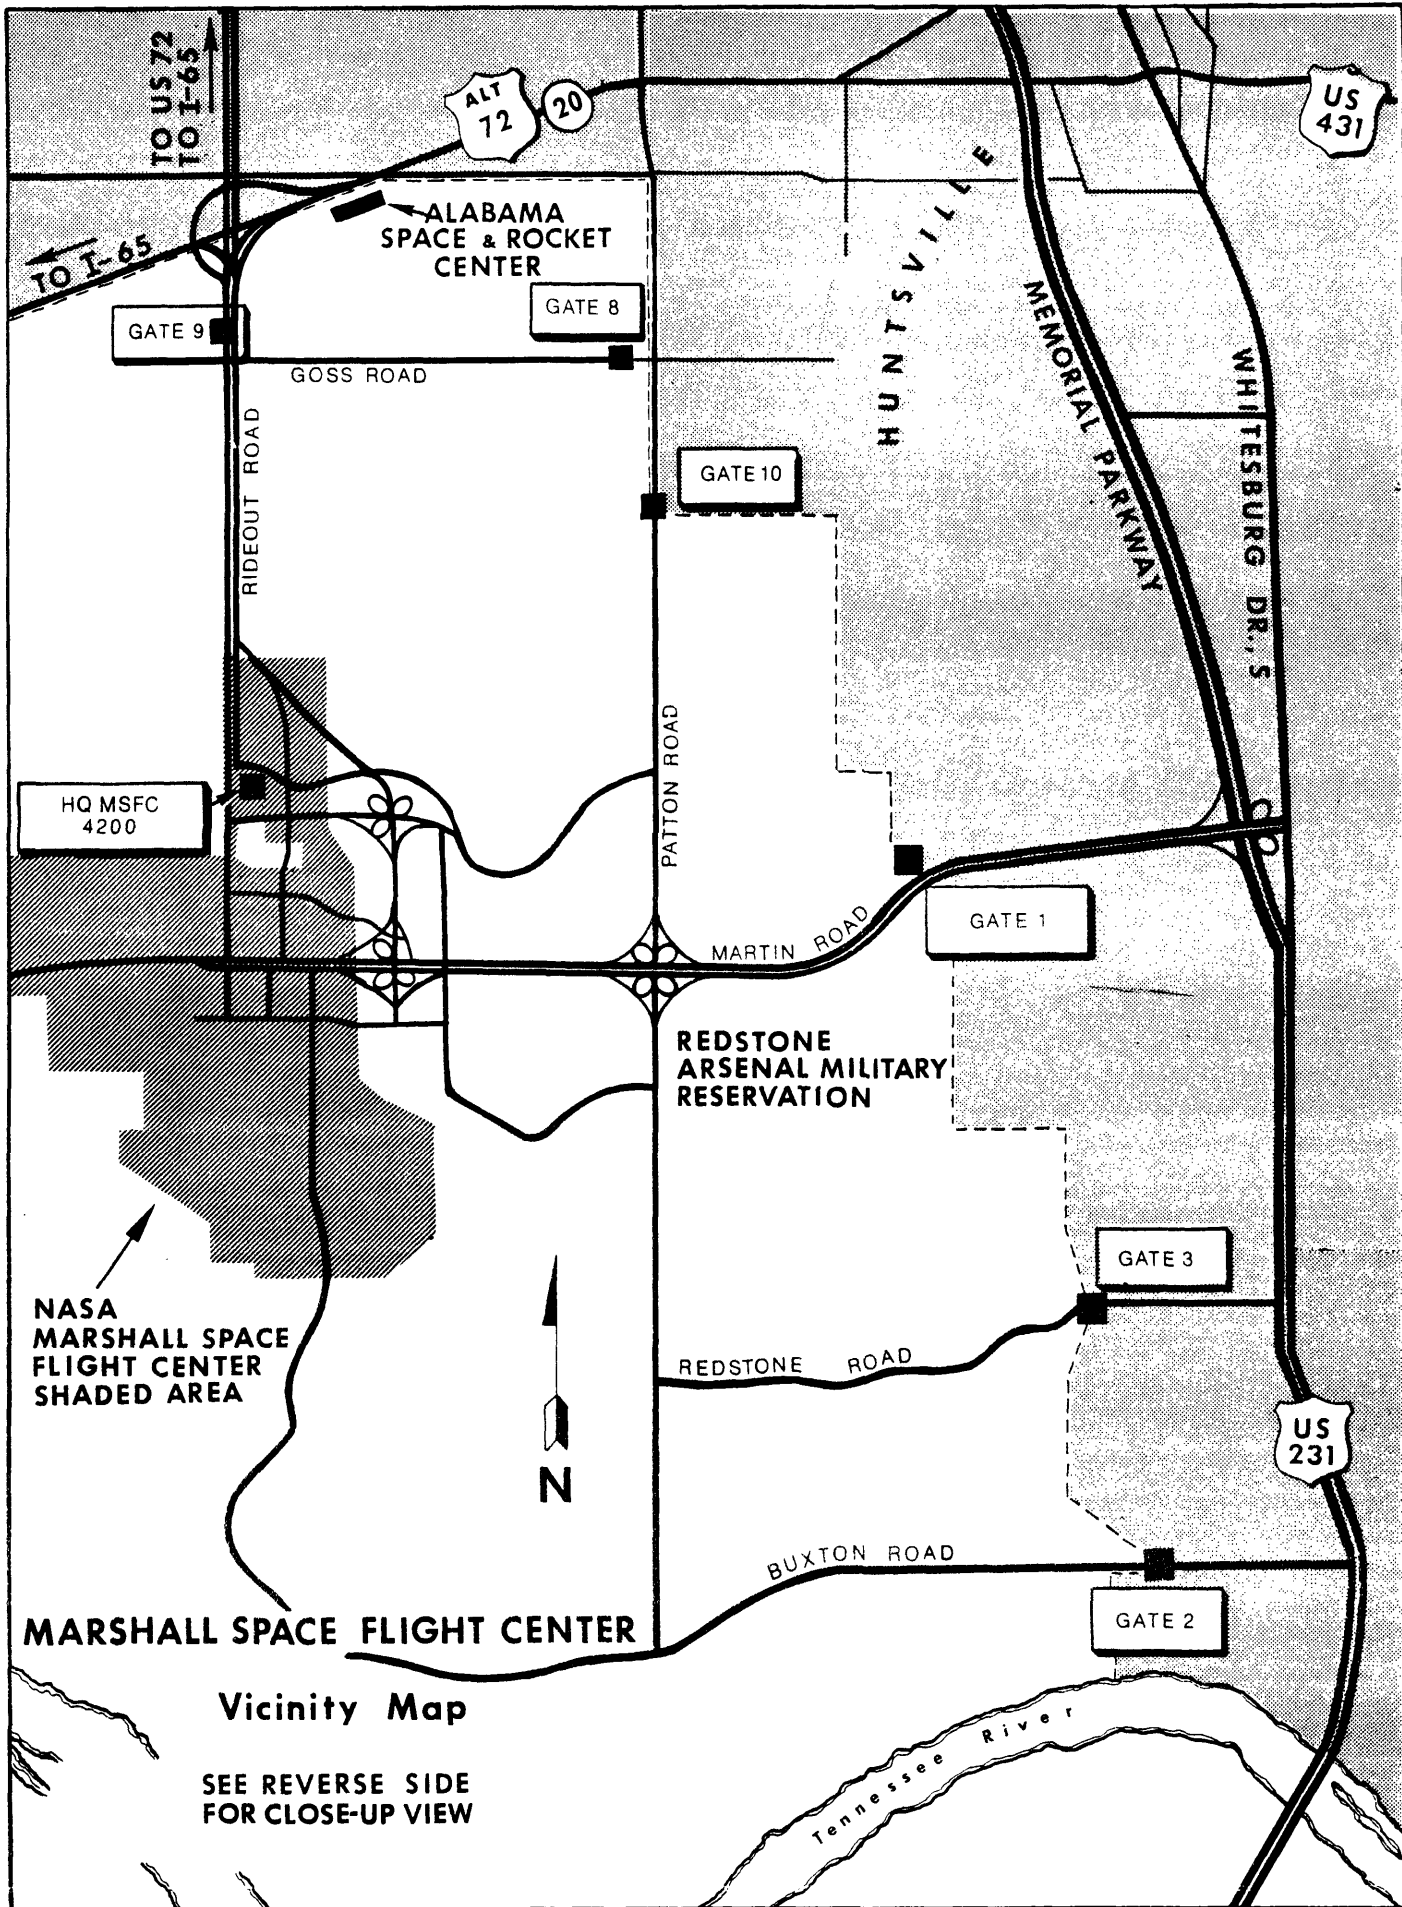 TO US 72
TO I-65
ALT
72
20
US
431
ALABAMA
SPACE & ROCKET
CENTER
TO I-65
HUNTSVILLE
GATE 9
GATE 8
GOSS ROAD
MEMORIAL PARKWAY
WHITESBURG DR., S
RIDEOUT ROAD
GATE 10
PATTON ROAD
HQ MSFC
4200
MARTIN ROAD
GATE 1
REDSTONE
ARSENAL MILITARY
RESERVATION
GATE 3
NASA
MARSHALL SPACE
FLIGHT CENTER
SHADED AREA
REDSTONE ROAD
US
231
N
BUXTON ROAD
GATE 2
MARSHALL SPACE FLIGHT CENTER
Vicinity Map
Tennessee River
SEE REVERSE SIDE
FOR CLOSE-UP VIEW